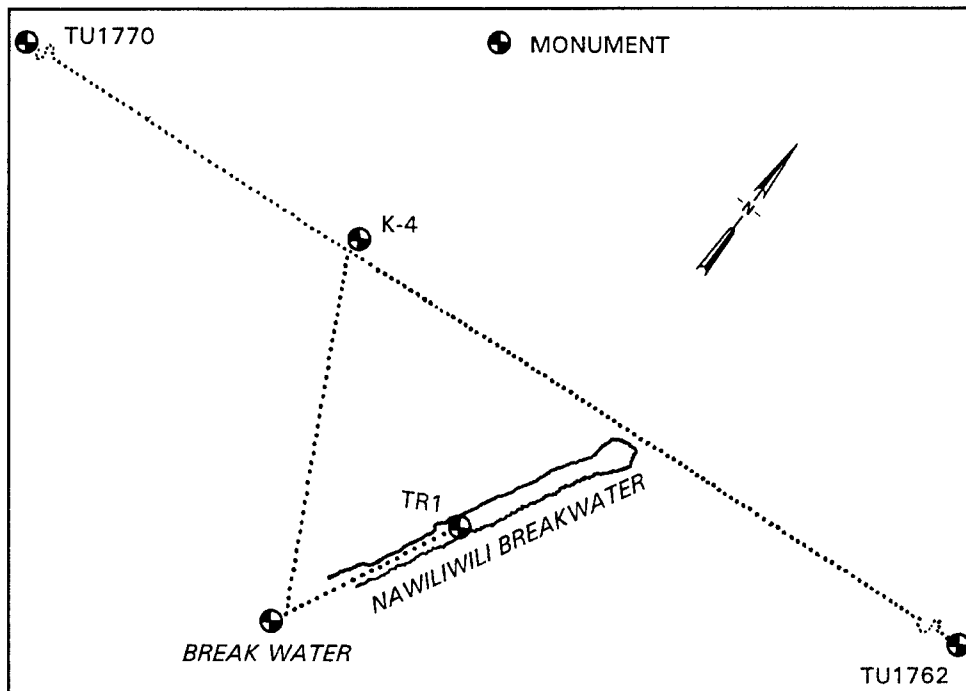 TU1770
MONUMENT
K-4
N
TR1
NAWILIWILI BREAKWATER
BREAK WATER
TU1762